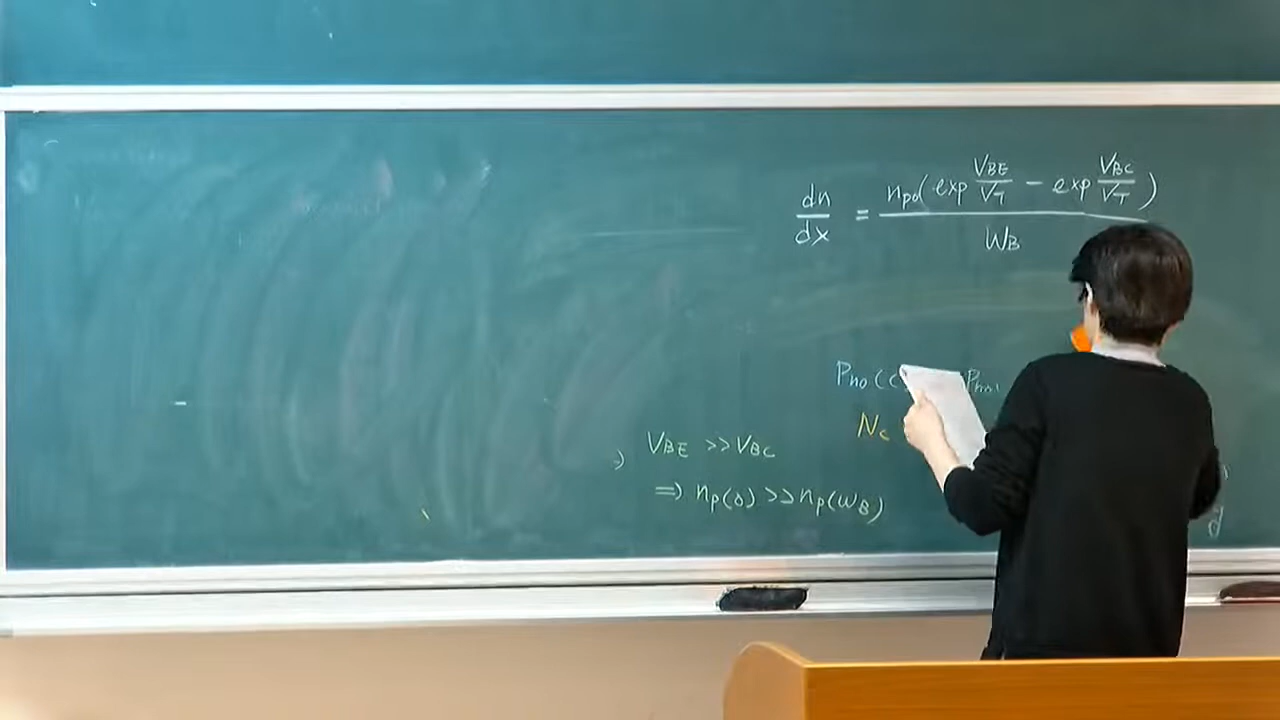 dn/dx = n_p0(exp V_BE/V_T − exp V_BC/V_T)/W_B
P_n0(c
N_c
V_BE >> V_BC
⇒ n_p(0) >> n_p(W_B)
d